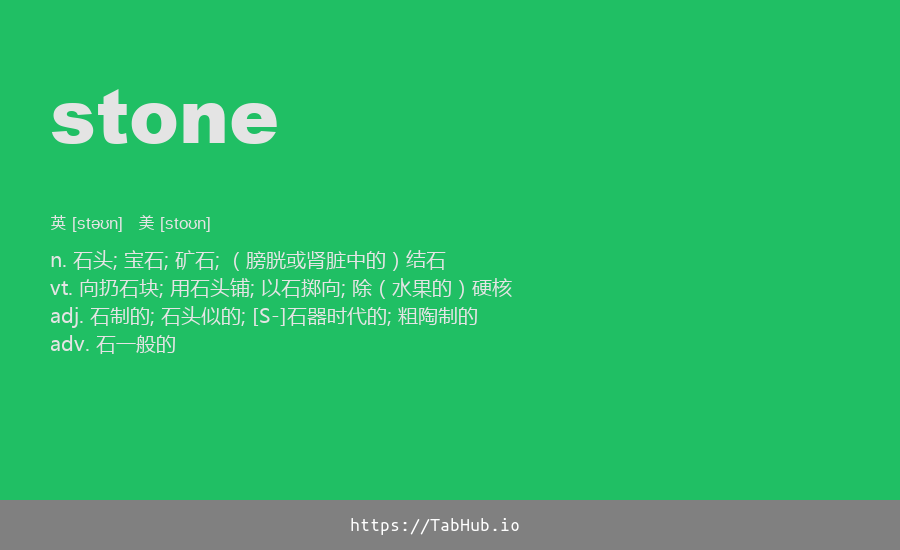 stone
英 [stəʊn] 美 [stoʊn]
n. 石头; 宝石; 矿石; （膀胱或肾脏中的）结石
vt. 向扔石块; 用石头铺; 以石掷向; 除（水果的）硬核
adj. 石制的; 石头似的; [S-]石器时代的; 粗陶制的
adv. 石一般的
https://TabHub.io